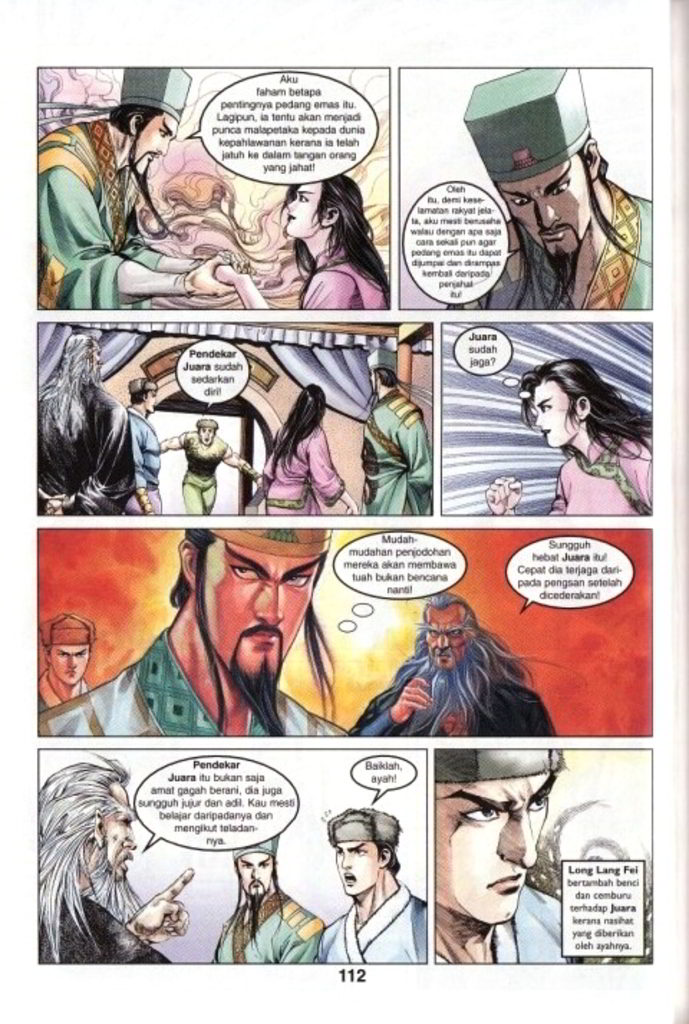 Aku
faham betapa
pentingnya pedang emas itu.
Lagipun, ia tentu akan menjadi
punca malapetaka kepada dunia
kepahlawanan kerana ia telah
jatuh ke dalam tangan orang
yang jahat!
Oleh
itu, demi kese-
lamatan rakyat jela-
ta, aku mesti berusaha
walau dengan apa saja
cara sekali pun agar
pedang emas itu dapat
dijumpai dan dirampas
kembali daripada
penjahat
itu!
Pendekar
Juara sudah
sedarkan
diri!
Juara
sudah
jaga?
Mudah-
mudahan penjodohan
mereka akan membawa
tuah bukan bencana
nanti!
Sungguh
hebat Juara itu!
Cepat dia terjaga dari-
pada pengsan setelah
dicederakan!
Pendekar
Juara itu bukan saja
amat gagah berani, dia juga
sungguh jujur dan adil. Kau mesti
belajar daripadanya dan
mengikut teladan-
nya.
Baiklah,
ayah!
Long Lang Fei
bertambah benci
dan cemburu
terhadap Juara
kerana nasihat
yang diberikan
oleh ayahnya.
112